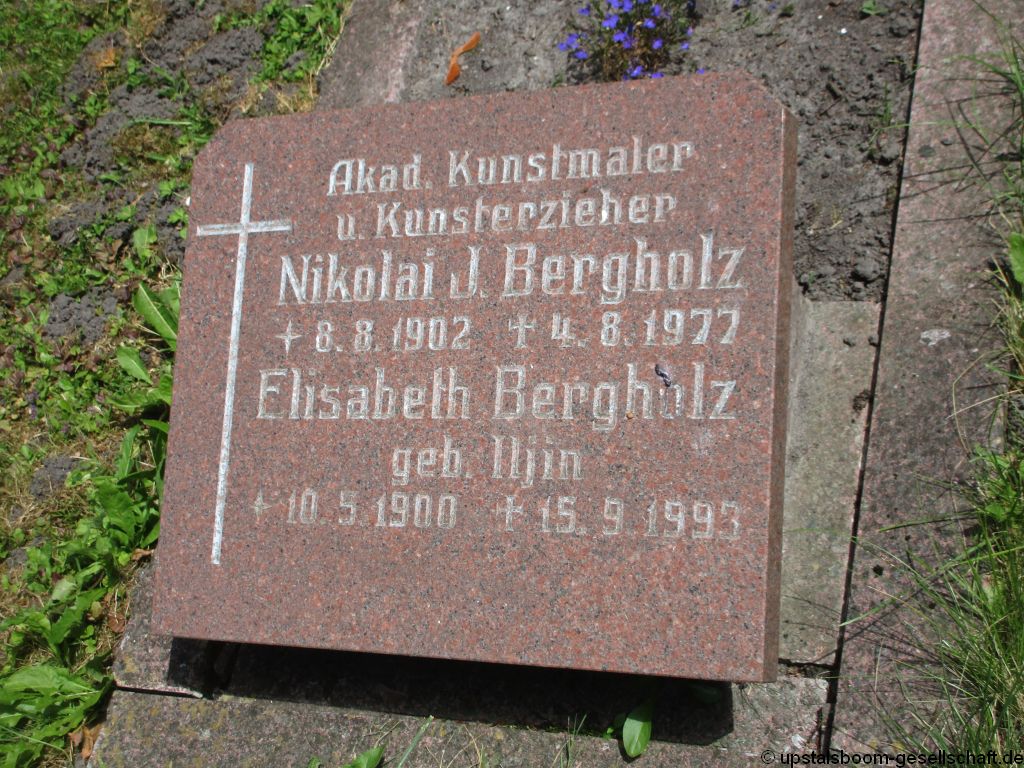 Akad. Kunstmaler
u. Kunsterzieher
Nikolai J. Bergholz
+ 8. 8. 1902 ✝ 4. 8. 1977
Elisabeth Bergholz
geb. Iljin
+ 10. 5. 1900 ✝ 15. 9. 1993
© upstalsboom-gesellschaft.de